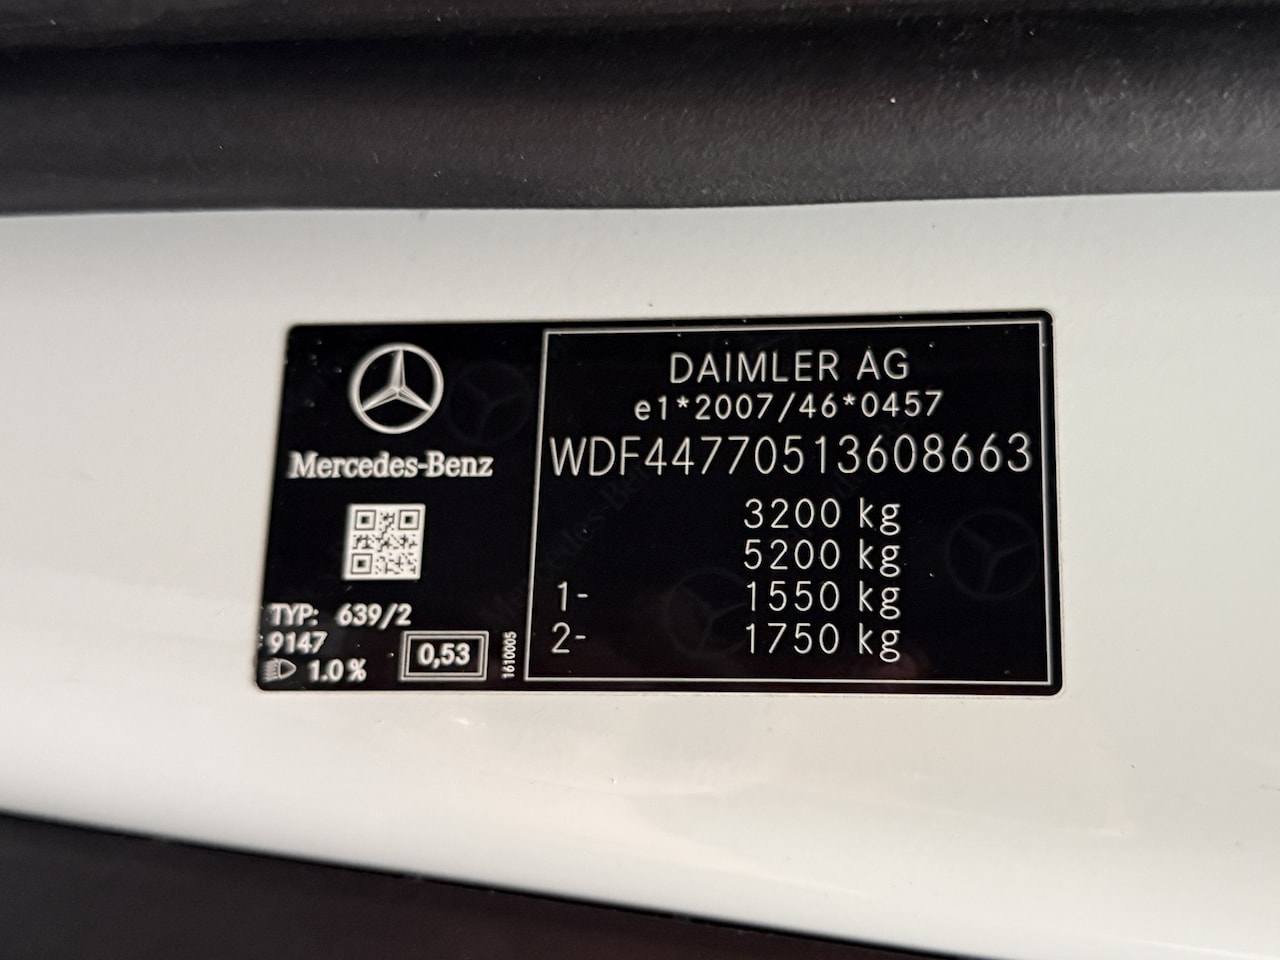 Mercedes-Benz
TYP: 639/2
9147
1.0%
0,53
1610005
DAIMLER AG
e1*2007/46*0457
WDF44770513608663
3200 kg
5200 kg
1- 1550 kg
2- 1750 kg